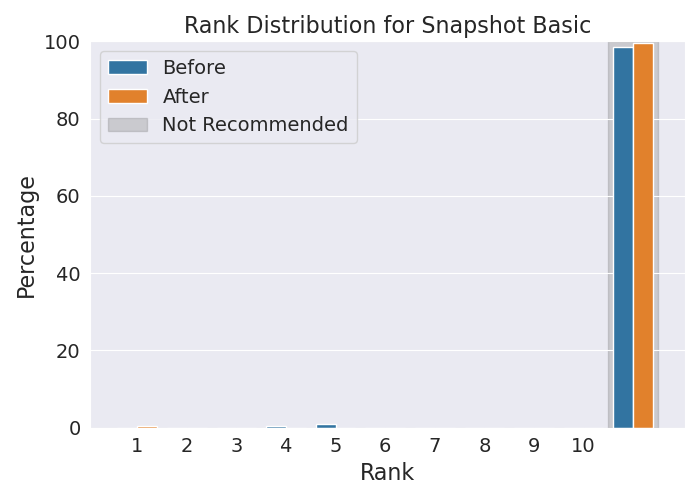 Rank Distribution for Snapshot Basic
100
80
60
40
20
0
Percentage
Before
After
Not Recommended
1 2 3 4 5 6 7 8 9 10
Rank